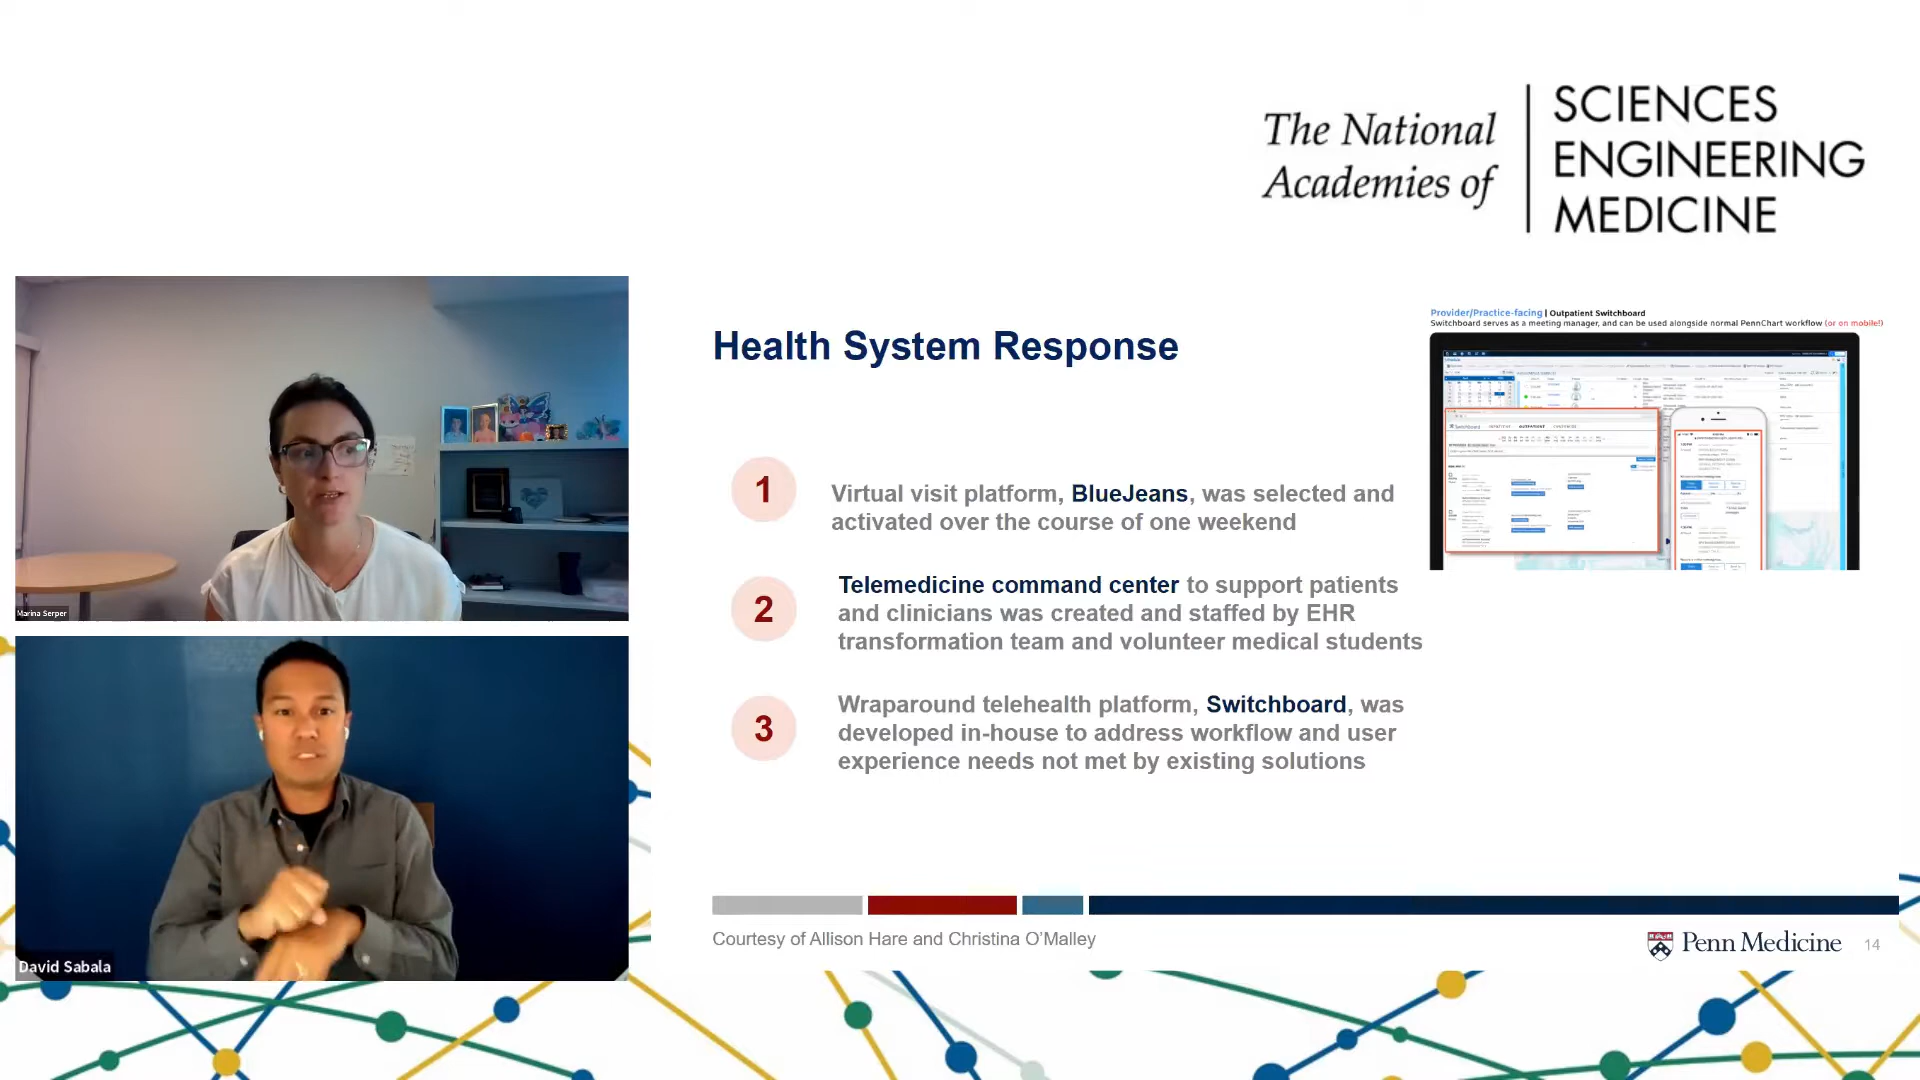 The National
Academies of
SCIENCES
ENGINEERING
MEDICINE
Marina Serper
David Sabala
Health System Response
1
Virtual visit platform, BlueJeans, was selected and
activated over the course of one weekend
2
Telemedicine command center to support patients
and clinicians was created and staffed by EHR
transformation team and volunteer medical students
3
Wraparound telehealth platform, Switchboard, was
developed in-house to address workflow and user
experience needs not met by existing solutions
Provider/Practice-facing | Outpatient Switchboard
Switchboard serves as a meeting manager, and can be used alongside normal PennChart workflow (or on mobile!)
Switchboard
Courtesy of Allison Hare and Christina O’Malley
Penn Medicine
14